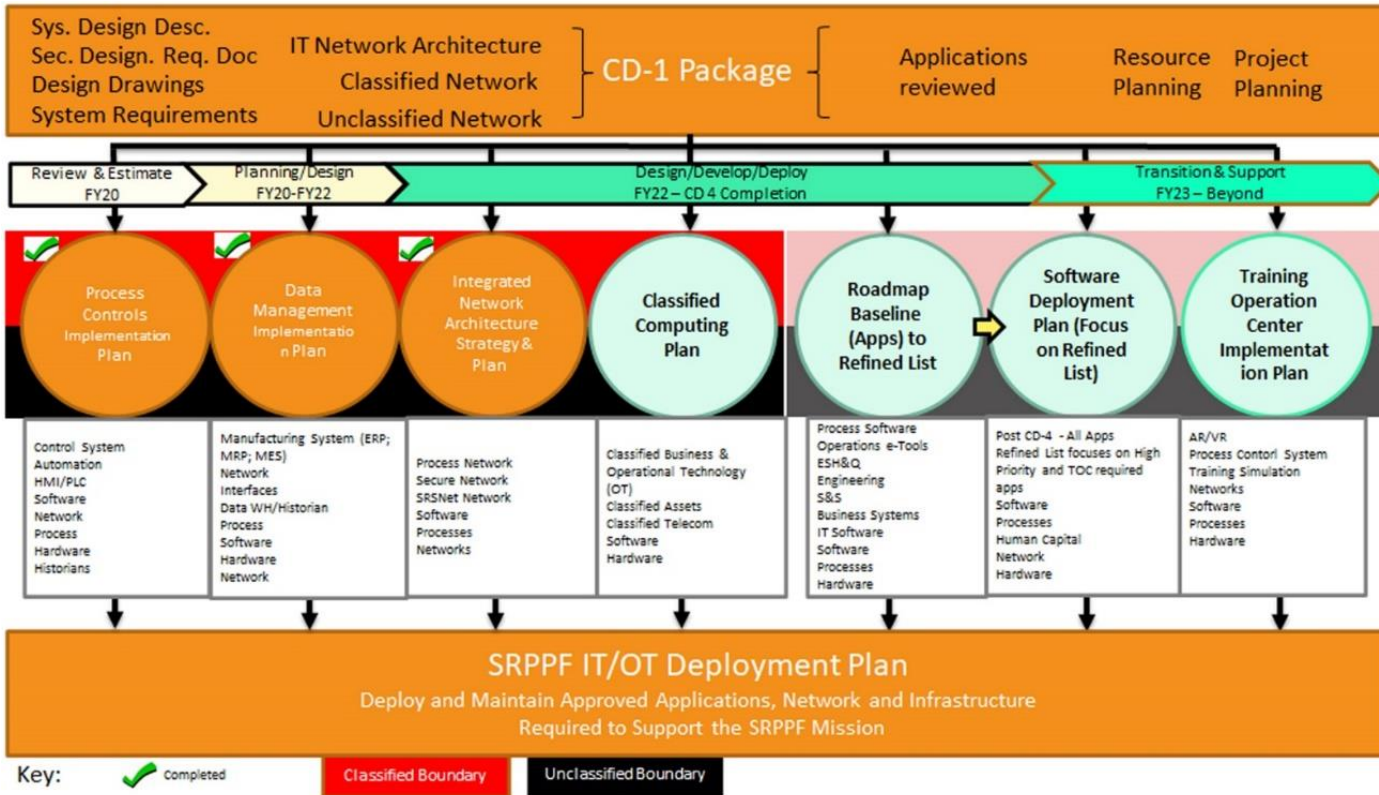 Sys. Design Desc.
Sec. Design. Req. Doc
Design Drawings
System Requirements
IT Network Architecture
Classified Network
Unclassified Network
CD-1 Package
Applications
reviewed
Resource
Planning
Project
Planning
Review & Estimate
FY20
Planning/Design
FY20-FY22
Design/Develop/Deploy
FY22 – CD 4 Completion
Transition & Support
FY23 – Beyond
Process
Controls
Implementation
Plan
Data
Management
Implementatio
n Plan
Integrated
Network
Architecture
Strategy &
Plan
Classified
Computing
Plan
Roadmap
Baseline
(Apps) to
Refined List
Software
Deployment
Plan (Focus
on Refined
List)
Training
Operation
Center
Implementat
ion Plan
Control System
Automation
HMI/PLC
Software
Network
Process
Hardware
Historians
Manufacturing System (ERP;
MRP; MES)
Network
Interfaces
Data WH/Historian
Process
Software
Hardware
Network
Process Network
Secure Network
SRSNet Network
Software
Processes
Networks
Classified Business &
Operational Technology
(OT)
Classified Assets
Classified Telecom
Software
Hardware
Process Software
Operations e-Tools
ESH&Q
Engineering
S&S
Business Systems
IT Software
Software
Processes
Hardware
Post CD-4 - All Apps
Refined List focuses on High
Priority and TOC required
apps
Software
Processes
Human Capital
Network
Hardware
AR/VR
Process Contorl System
Training Simulation
Networks
Software
Processes
Hardware
SRPPF IT/OT Deployment Plan
Deploy and Maintain Approved Applications, Network and Infrastructure
Required to Support the SRPPF Mission
Key:
Completed
Classified Boundary
Unclassified Boundary